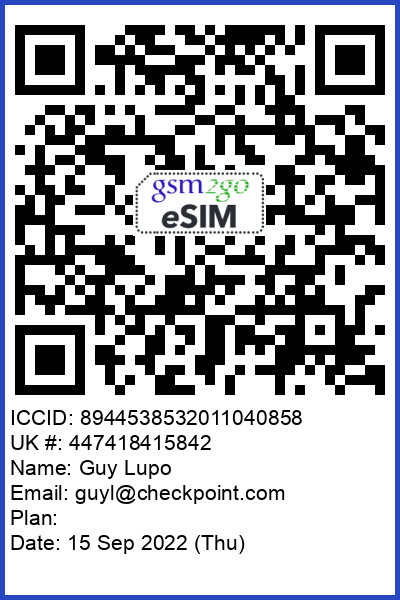 gsm2go
eSIM
ICCID: 8944538532011040858
UK #: 447418415842
Name: Guy Lupo
Email: guyl@checkpoint.com
Plan:
Date: 15 Sep 2022 (Thu)